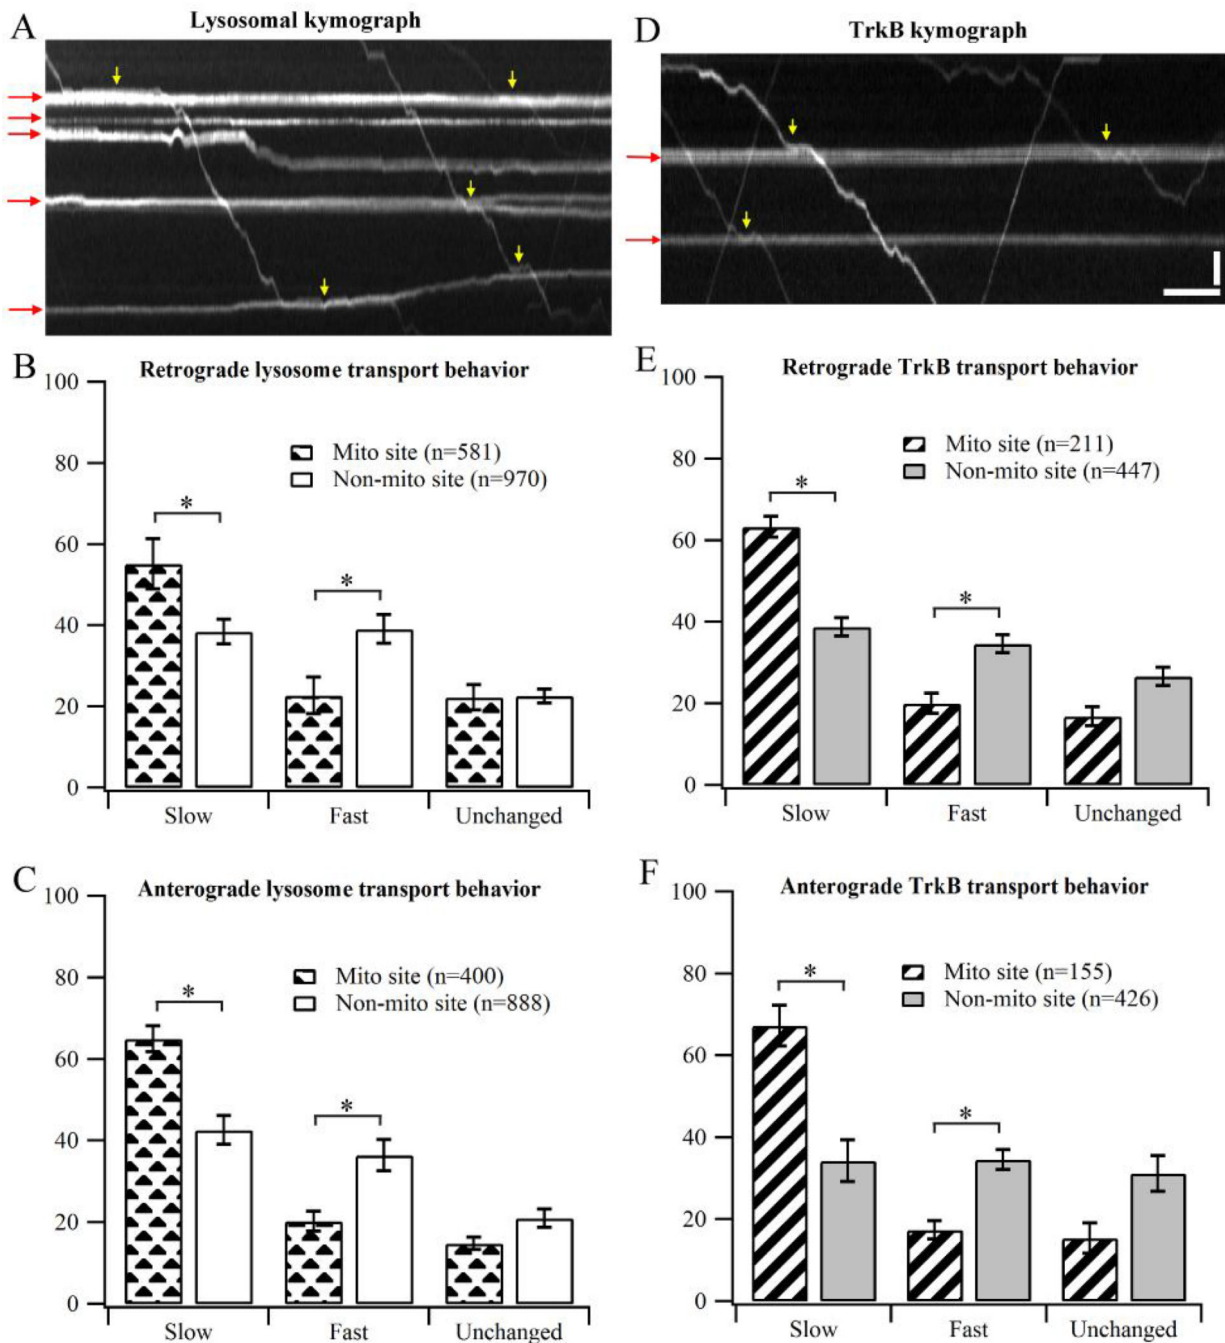 A
Lysosomal kymograph
D
TrkB kymograph
B
Retrograde lysosome transport behavior
100
80
60
40
20
0
Mito site (n=581)
Non-mito site (n=970)
*
*
Slow
Fast
Unchanged
E
Retrograde TrkB transport behavior
100
80
60
40
20
0
Mito site (n=211)
Non-mito site (n=447)
*
*
Slow
Fast
Unchanged
C
Anterograde lysosome transport behavior
100
80
60
40
20
0
Mito site (n=400)
Non-mito site (n=888)
*
*
Slow
Fast
Unchanged
F
Anterograde TrkB transport behavior
100
80
60
40
20
0
Mito site (n=155)
Non-mito site (n=426)
*
*
Slow
Fast
Unchanged